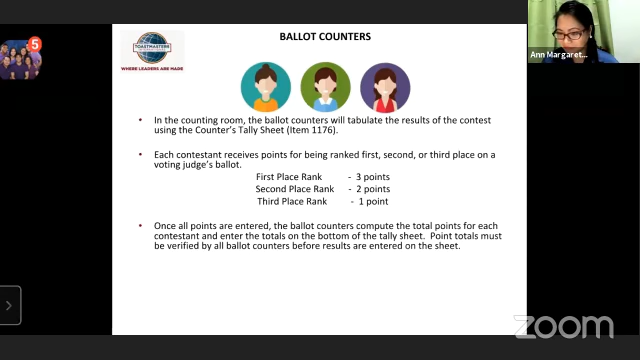 BALLOT COUNTERS
TOASTMASTERS
INTERNATIONAL
WHERE LEADERS ARE MADE
5
Ann Margaret...
• In the counting room, the ballot counters will tabulate the results of the contest
using the Counter's Tally Sheet (Item 1176).
• Each contestant receives points for being ranked first, second, or third place on a
voting judge's ballot.
First Place Rank - 3 points
Second Place Rank - 2 points
Third Place Rank - 1 point
• Once all points are entered, the ballot counters compute the total points for each
contestant and enter the totals on the bottom of the tally sheet. Point totals must
be verified by all ballot counters before results are entered on the sheet.
zoom